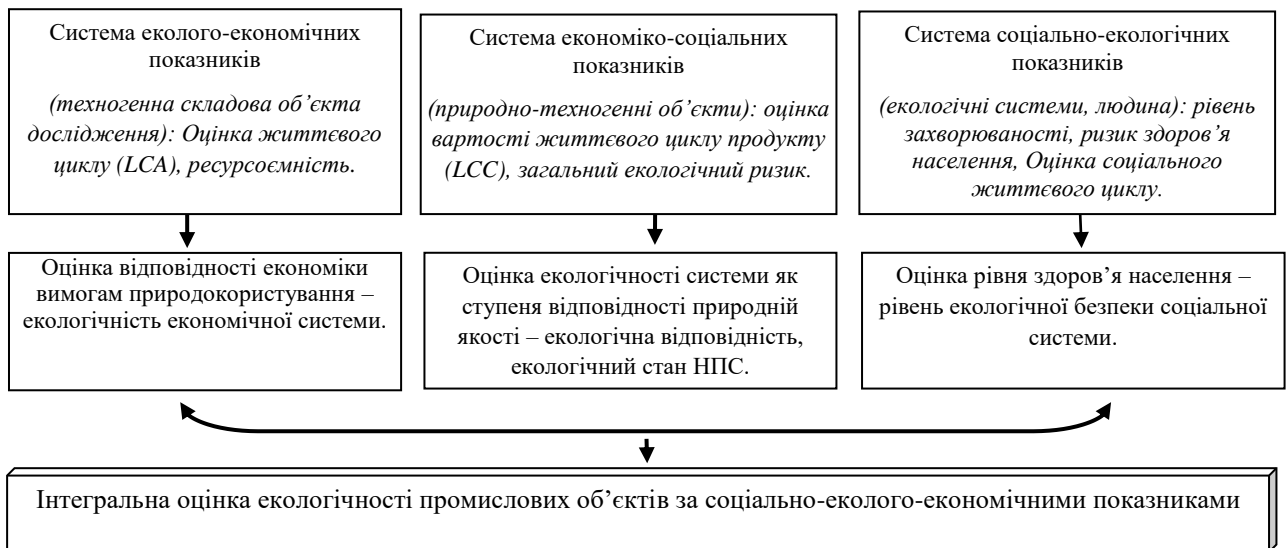 Система еколого-економічних
показників
(техногенна складова об’єкта
дослідження): Оцінка життєвого
циклу (LCA), ресурсоємність.
Система економіко-соціальних
показників
(природно-техногенні об’єкти): оцінка
вартості життєвого циклу продукту
(LCC), загальний екологічний ризик.
Система соціально-екологічних
показників
(екологічні системи, людина): рівень
захворюваності, ризик здоров’я
населення, Оцінка соціального
життєвого циклу.
Оцінка відповідності економіки
вимогам природокористування –
екологічність економічної системи.
Оцінка екологічності системи як
ступеня відповідності природній
якості – екологічна відповідність,
екологічний стан НПС.
Оцінка рівня здоров’я населення –
рівень екологічної безпеки соціальної
системи.
Інтегральна оцінка екологічності промислових об’єктів за соціально-еколого-економічними показниками